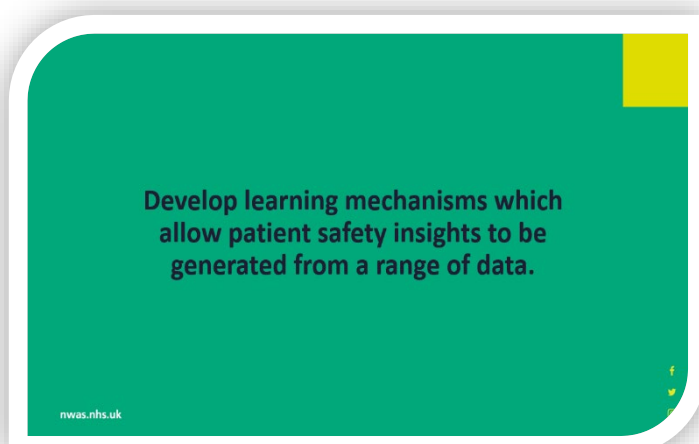 Develop learning mechanisms which
allow patient safety insights to be
generated from a range of data.
nwas.nhs.uk